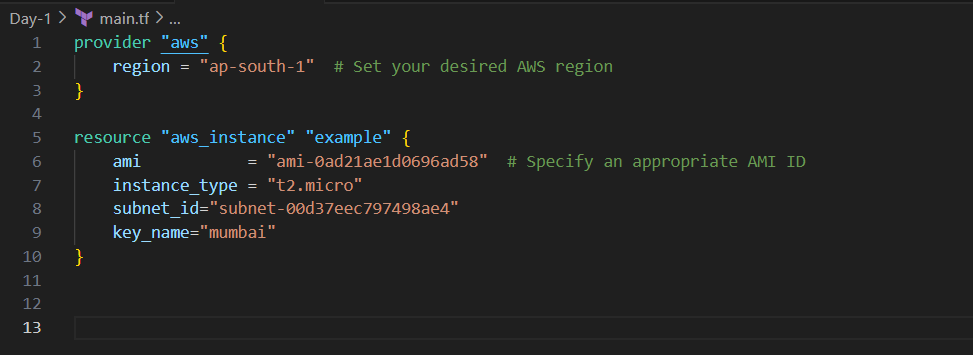 Day-1 > main.tf > ...
1 provider "aws" {
2 region = "ap-south-1" # Set your desired AWS region
3 }
4
5 resource "aws_instance" "example" {
6 ami = "ami-0ad21ae1d0696ad58" # Specify an appropriate AMI ID
7 instance_type = "t2.micro"
8 subnet_id="subnet-00d37eec797498ae4"
9 key_name="mumbai"
10 }
11
12
13